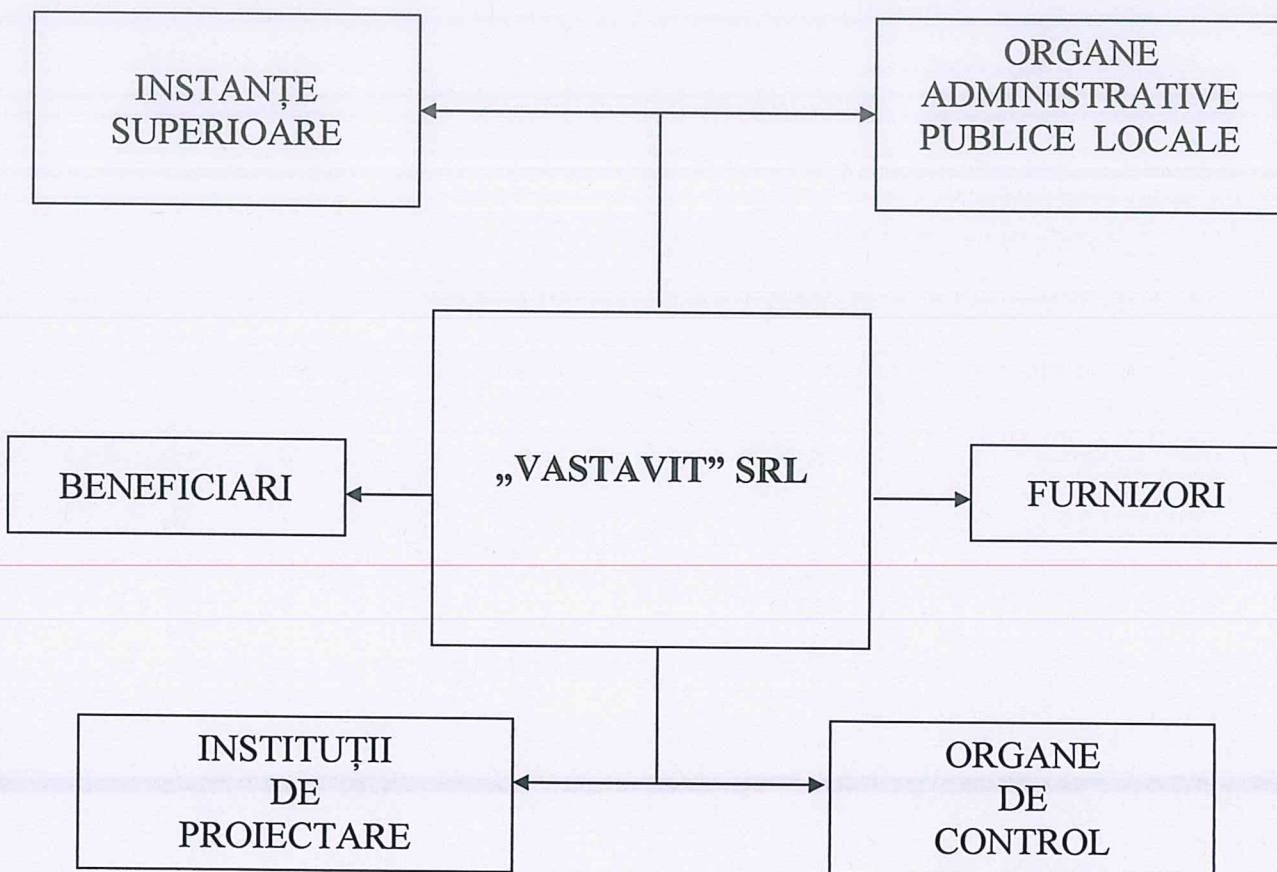 INSTANȚE
SUPERIOARE
ORGANE
ADMINISTRATIVE
PUBLICE LOCALE
BENEFICIARI
„VASTAVIT” SRL
FURNIZORI
INSTITUȚII
DE
PROIECTARE
ORGANE
DE
CONTROL